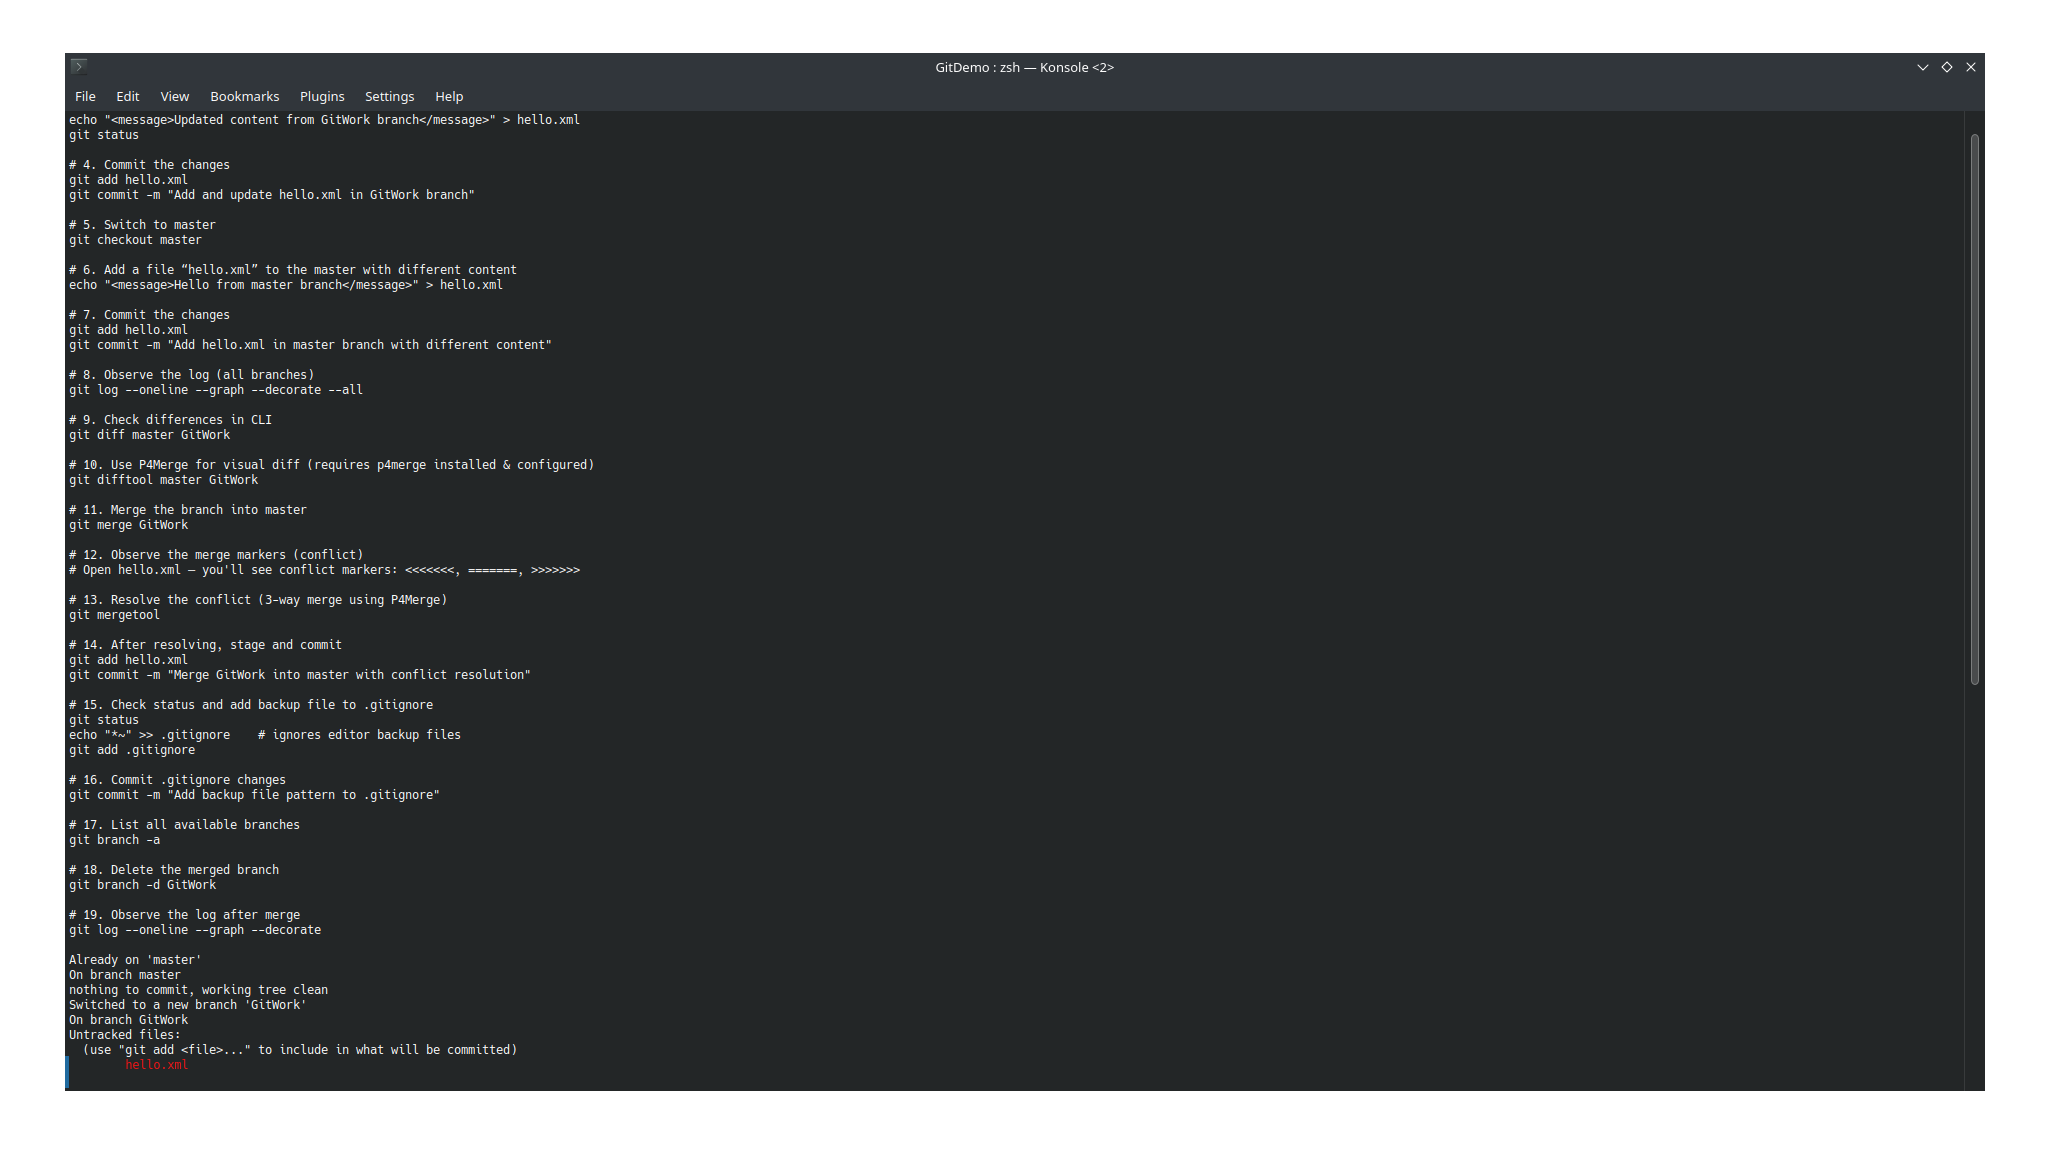 GitDemo : zsh — Konsole <2>
File Edit View Bookmarks Plugins Settings Help
echo "<message>Updated content from GitWork branch</message>" > hello.xml
git status
# 4. Commit the changes
git add hello.xml
git commit -m "Add and update hello.xml in GitWork branch"
# 5. Switch to master
git checkout master
# 6. Add a file “hello.xml” to the master with different content
echo "<message>Hello from master branch</message>" > hello.xml
# 7. Commit the changes
git add hello.xml
git commit -m "Add hello.xml in master branch with different content"
# 8. Observe the log (all branches)
git log --oneline --graph --decorate --all
# 9. Check differences in CLI
git diff master GitWork
# 10. Use P4Merge for visual diff (requires p4merge installed & configured)
git difftool master GitWork
# 11. Merge the branch into master
git merge GitWork
# 12. Observe the merge markers (conflict)
# Open hello.xml — you'll see conflict markers: <<<<<<<, =======, >>>>>>>
# 13. Resolve the conflict (3-way merge using P4Merge)
git mergetool
# 14. After resolving, stage and commit
git add hello.xml
git commit -m "Merge GitWork into master with conflict resolution"
# 15. Check status and add backup file to .gitignore
git status
echo "*~" >> .gitignore    # ignores editor backup files
git add .gitignore
# 16. Commit .gitignore changes
git commit -m "Add backup file pattern to .gitignore"
# 17. List all available branches
git branch -a
# 18. Delete the merged branch
git branch -d GitWork
# 19. Observe the log after merge
git log --oneline --graph --decorate
Already on 'master'
On branch master
nothing to commit, working tree clean
Switched to a new branch 'GitWork'
On branch GitWork
Untracked files:
(use "git add <file>..." to include in what will be committed)
hello.xml